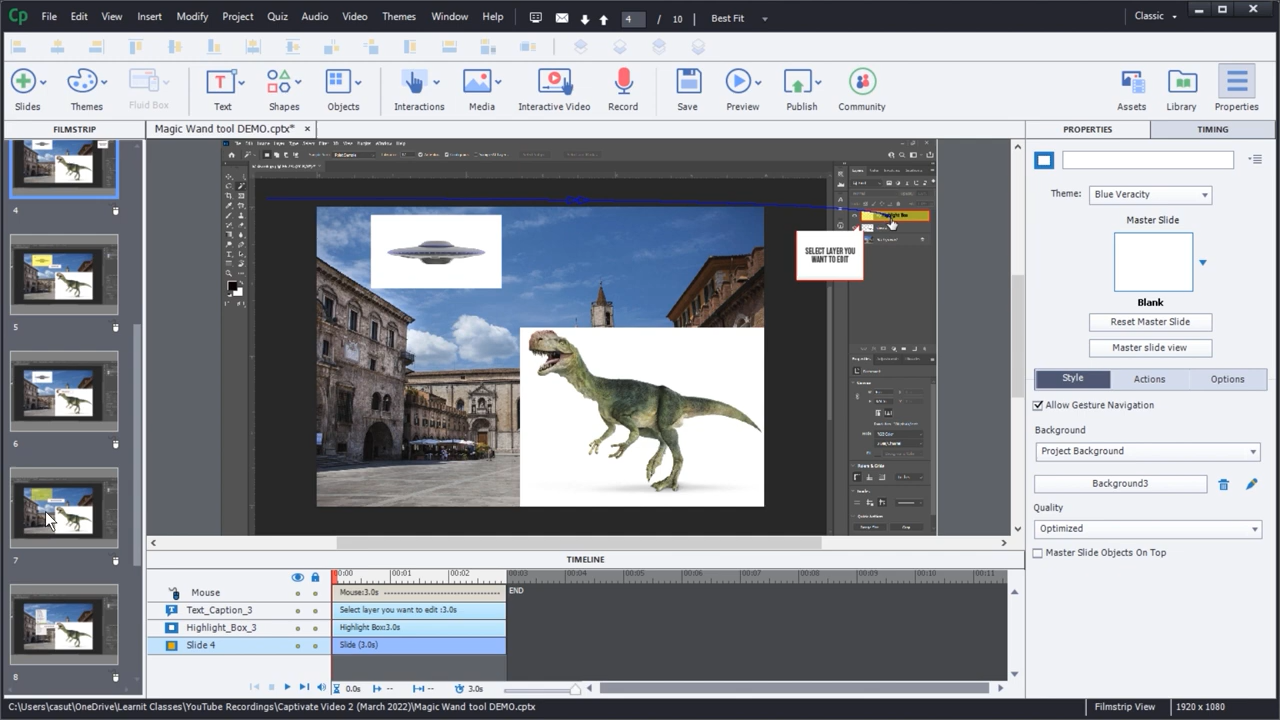 Cp File Edit View Insert Modify Project Quiz Audio Video Themes Window Help 4 / 10 Best Fit Classic
Slides Themes Fluid Box Text Shapes Objects Interactions Media Interactive Video Record Save Preview Publish Community Assets Library Properties
FILMSTRIP Magic Wand tool DEMO.cptx* × PROPERTIES TIMING
4
5
6
7
8
Highlight Box
SELECT LAYER YOU
WANT TO EDIT
Theme: Blue Veracity
Master Slide
Blank
Reset Master Slide
Master slide view
Style Actions Options
Allow Gesture Navigation
Background
Project Background
Background3
Quality
Optimized
Master Slide Objects On Top
TIMELINE
00:00 00:01 00:02 00:03 00:04 00:05 00:06 00:07 00:08 00:09 00:10 00:11
Mouse Mouse:3.0s END
Text_Caption_3 Select layer you want to edit :3.0s
Highlight_Box_3 Highlight Box:3.0s
Slide 4 Slide (3.0s)
0.0s -- -- 3.0s
C:\Users\casut\OneDrive\Learnit Classes\YouTube Recordings\Captivate Video 2 (March 2022)\Magic Wand tool DEMO.cptx Filmstrip View 1920 x 1080